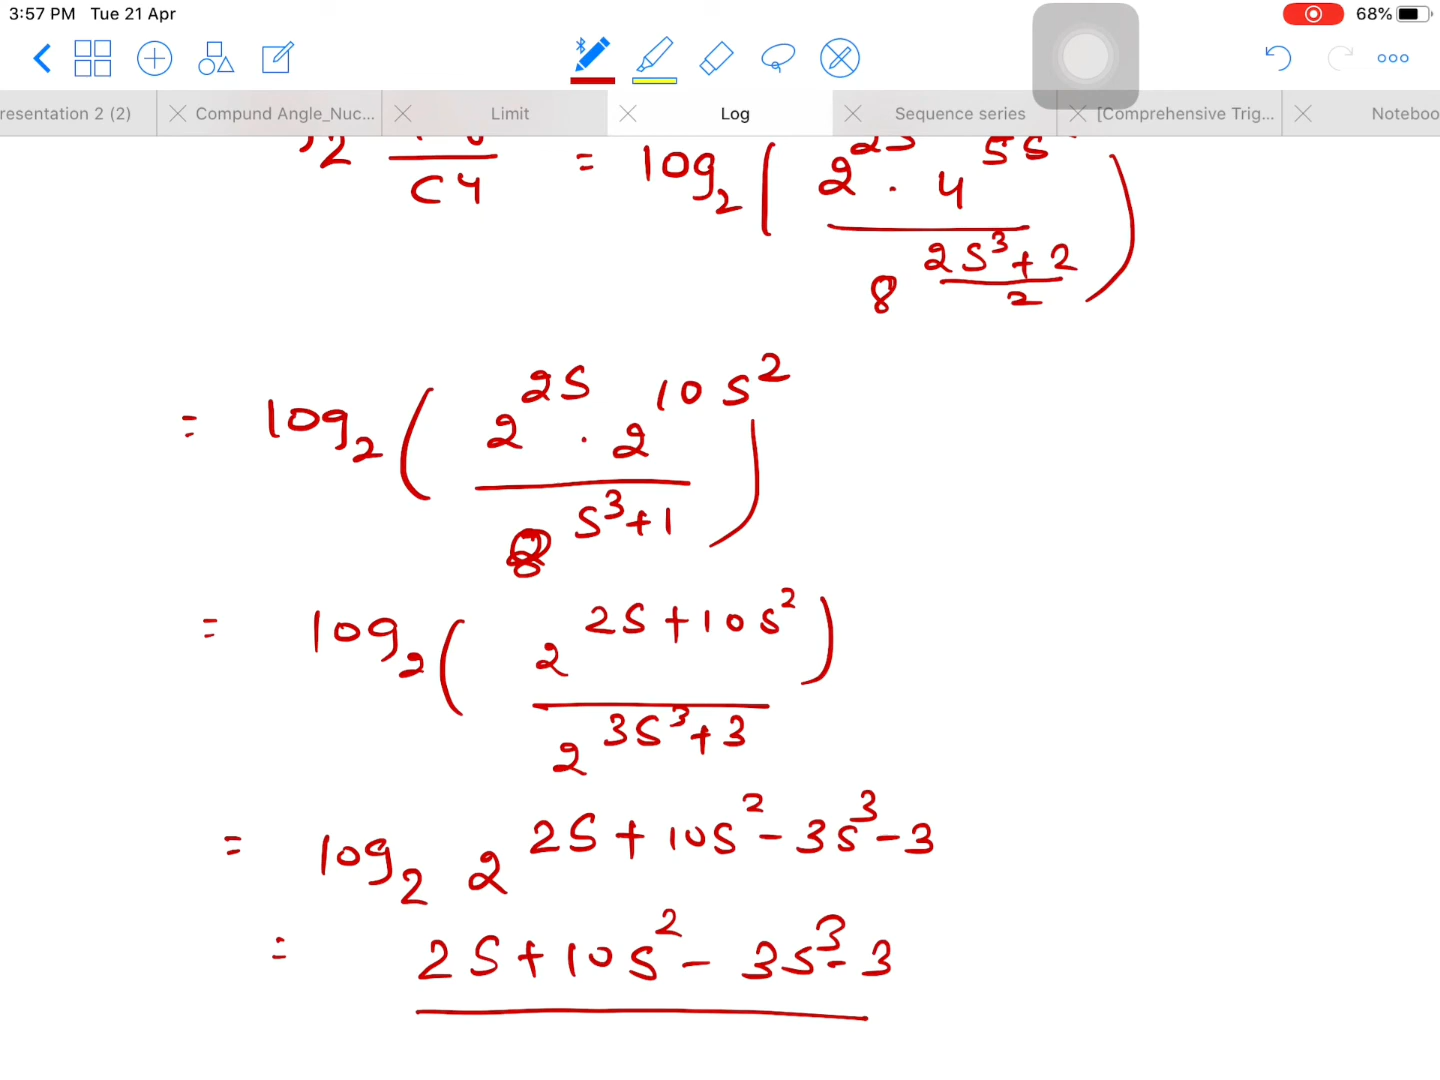 3:57 PM Tue 21 Apr 68%
resentation 2 (2) Compund Angle_Nuc... Limit Log Sequence series [Comprehensive Trig... Noteboo
C4 = log₂ ( 2^2s · 4^5s / 8^(2s³+2)/2 )
= log₂ ( 2^2s · 2^10s² / 8^s³+1 )
= log₂ ( 2^2s+10s² / 2^3s³+3 )
= log₂ 2^2s+10s²-3s³-3
= 2s+10s²-3s³-3